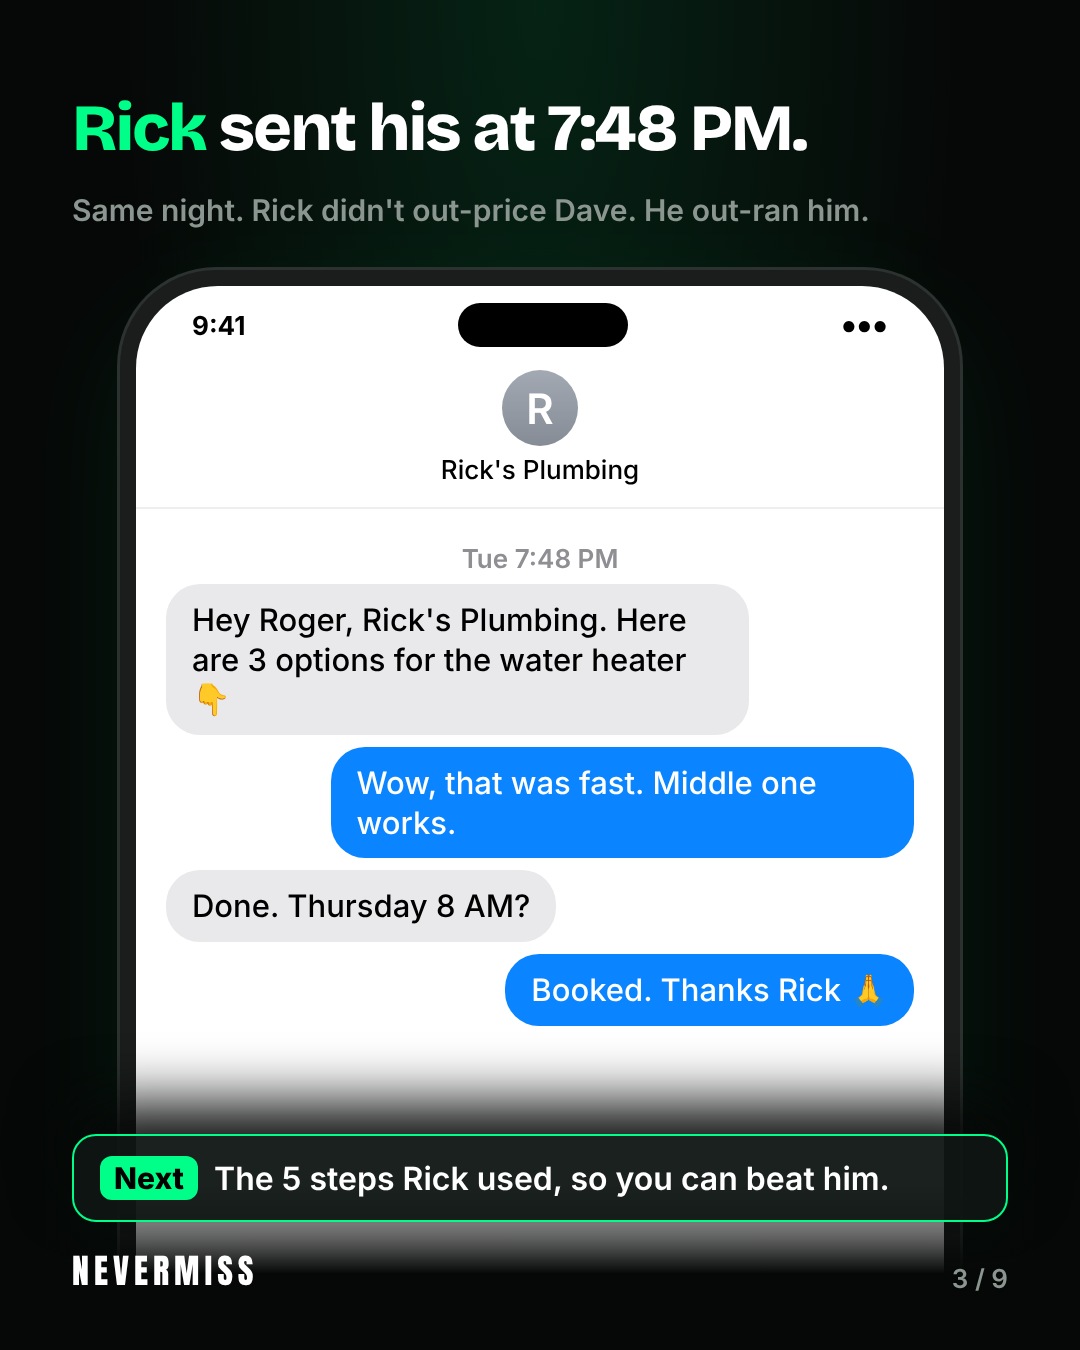 Rick sent his at 7:48 PM.
Same night. Rick didn't out-price Dave. He out-ran him.
9:41
R
Rick's Plumbing
Tue 7:48 PM
Hey Roger, Rick's Plumbing. Here
are 3 options for the water heater
👇
Wow, that was fast. Middle one
works.
Done. Thursday 8 AM?
Booked. Thanks Rick 🙏
Next The 5 steps Rick used, so you can beat him.
NEVERMISS
3 / 9